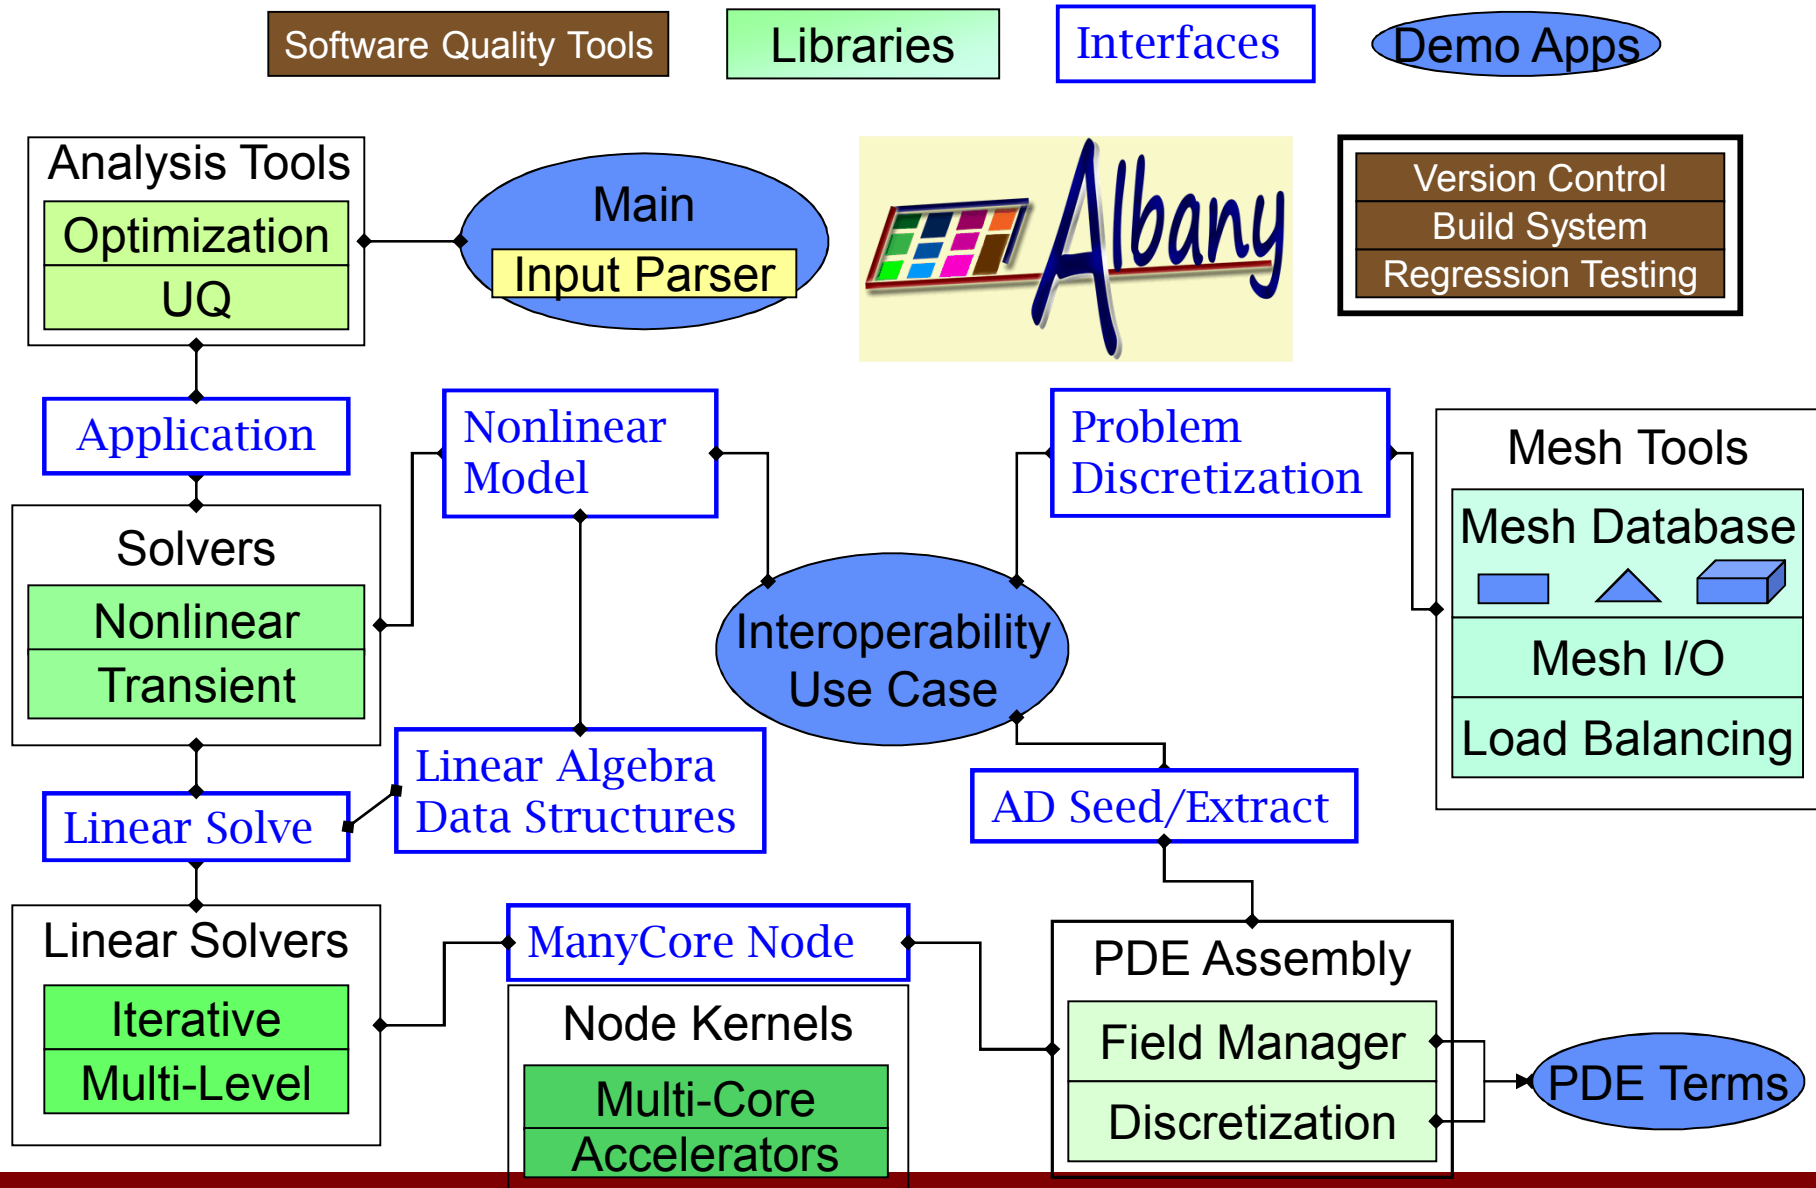 Software Quality Tools
Libraries
Interfaces
Demo Apps
Analysis Tools
Optimization
UQ
Main
Input Parser
Albany
Version Control
Build System
Regression Testing
Application
Nonlinear
Model
Problem
Discretization
Mesh Tools
Mesh Database
Mesh I/O
Load Balancing
Solvers
Nonlinear
Transient
Interoperability
Use Case
Linear Algebra
Data Structures
Linear Solve
AD Seed/Extract
Linear Solvers
Iterative
Multi-Level
ManyCore Node
Node Kernels
Multi-Core
Accelerators
PDE Assembly
Field Manager
Discretization
PDE Terms